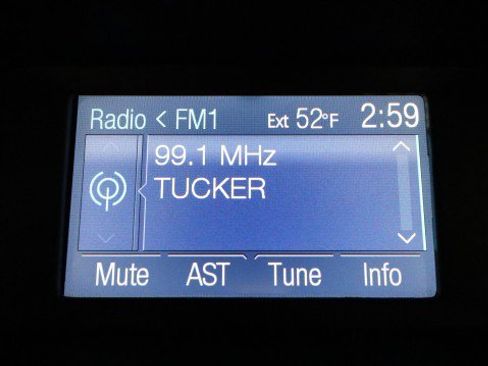 Radio < FM1 Ext 52°F 2:59
99.1 MHz
TUCKER
Mute AST Tune Info